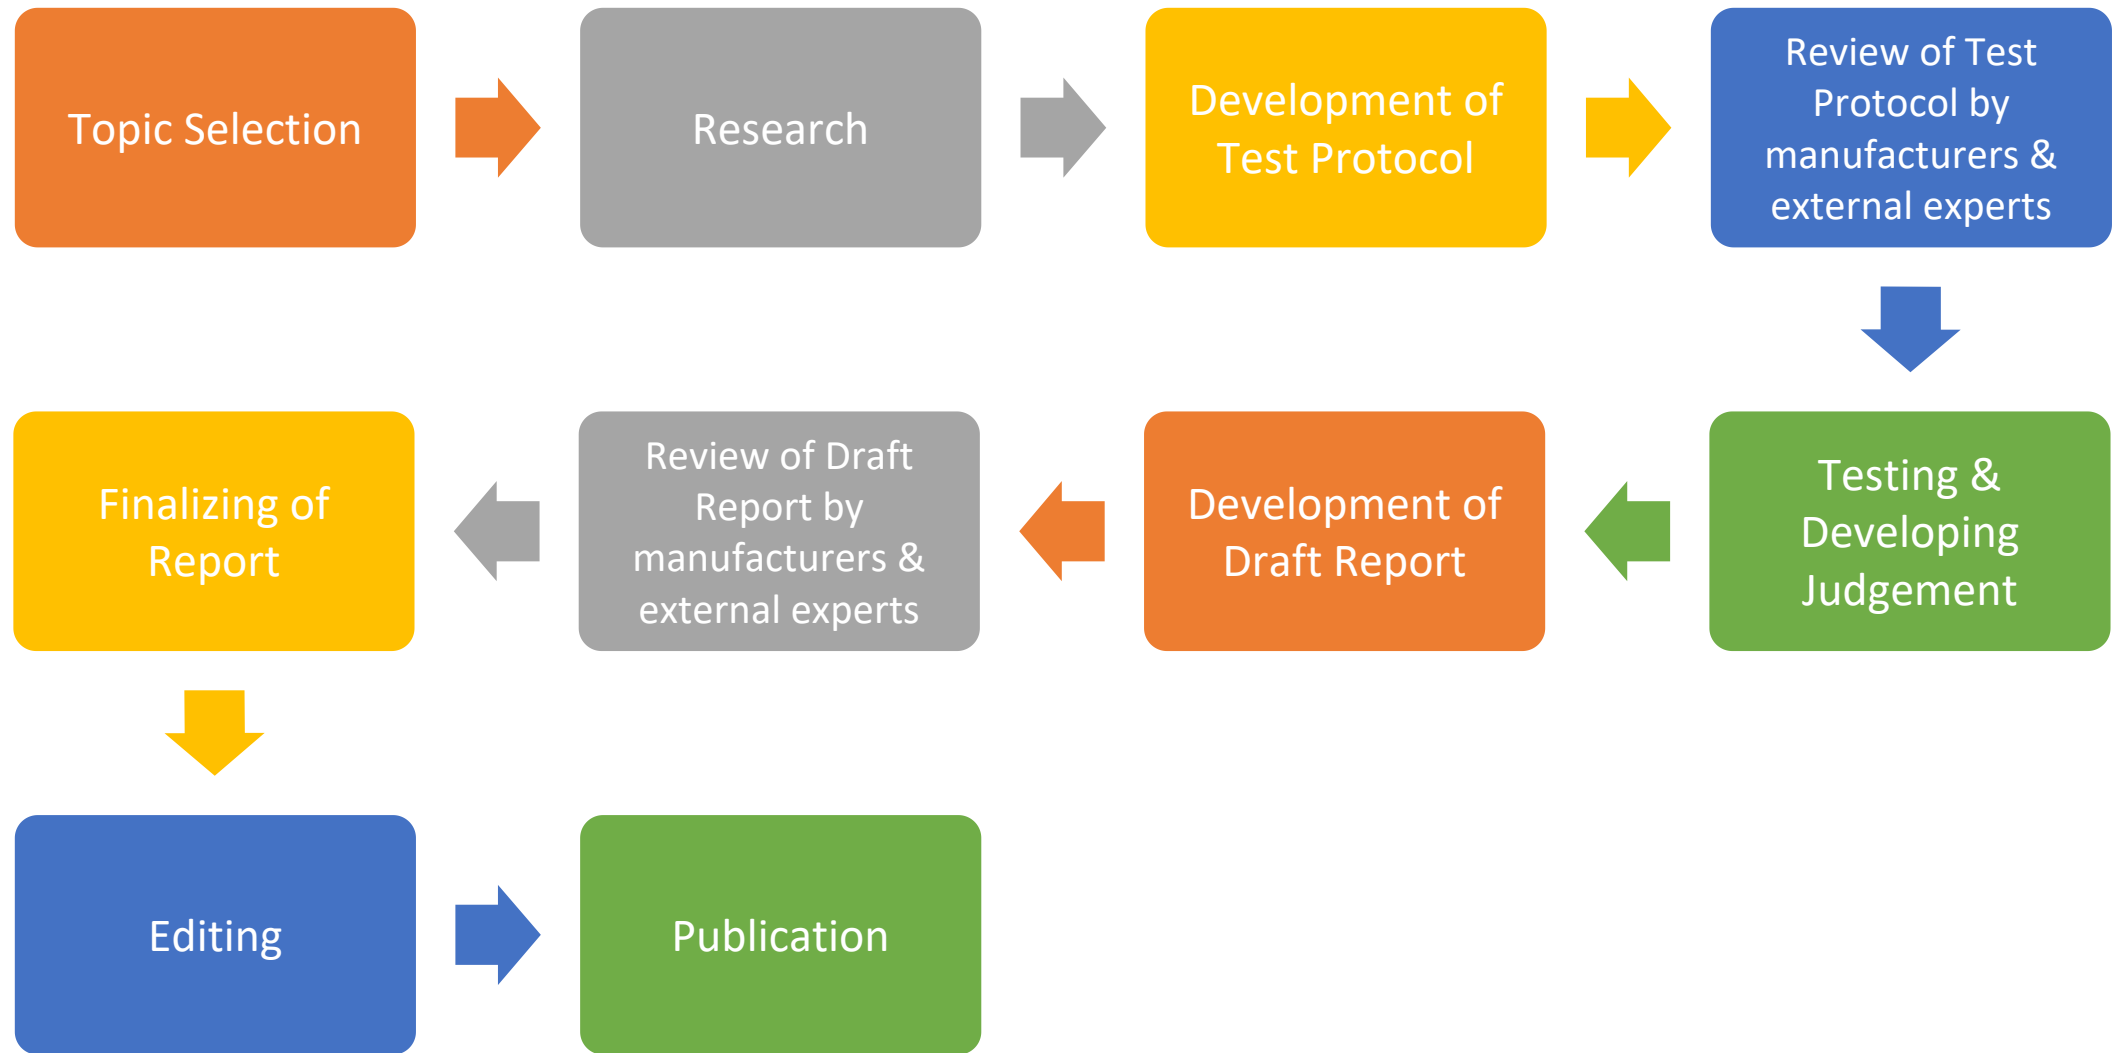 Topic Selection
Research
Development of
Test Protocol
Review of Test
Protocol by
manufacturers &
external experts
Testing &
Developing
Judgement
Development of
Draft Report
Review of Draft
Report by
manufacturers &
external experts
Finalizing of
Report
Editing
Publication